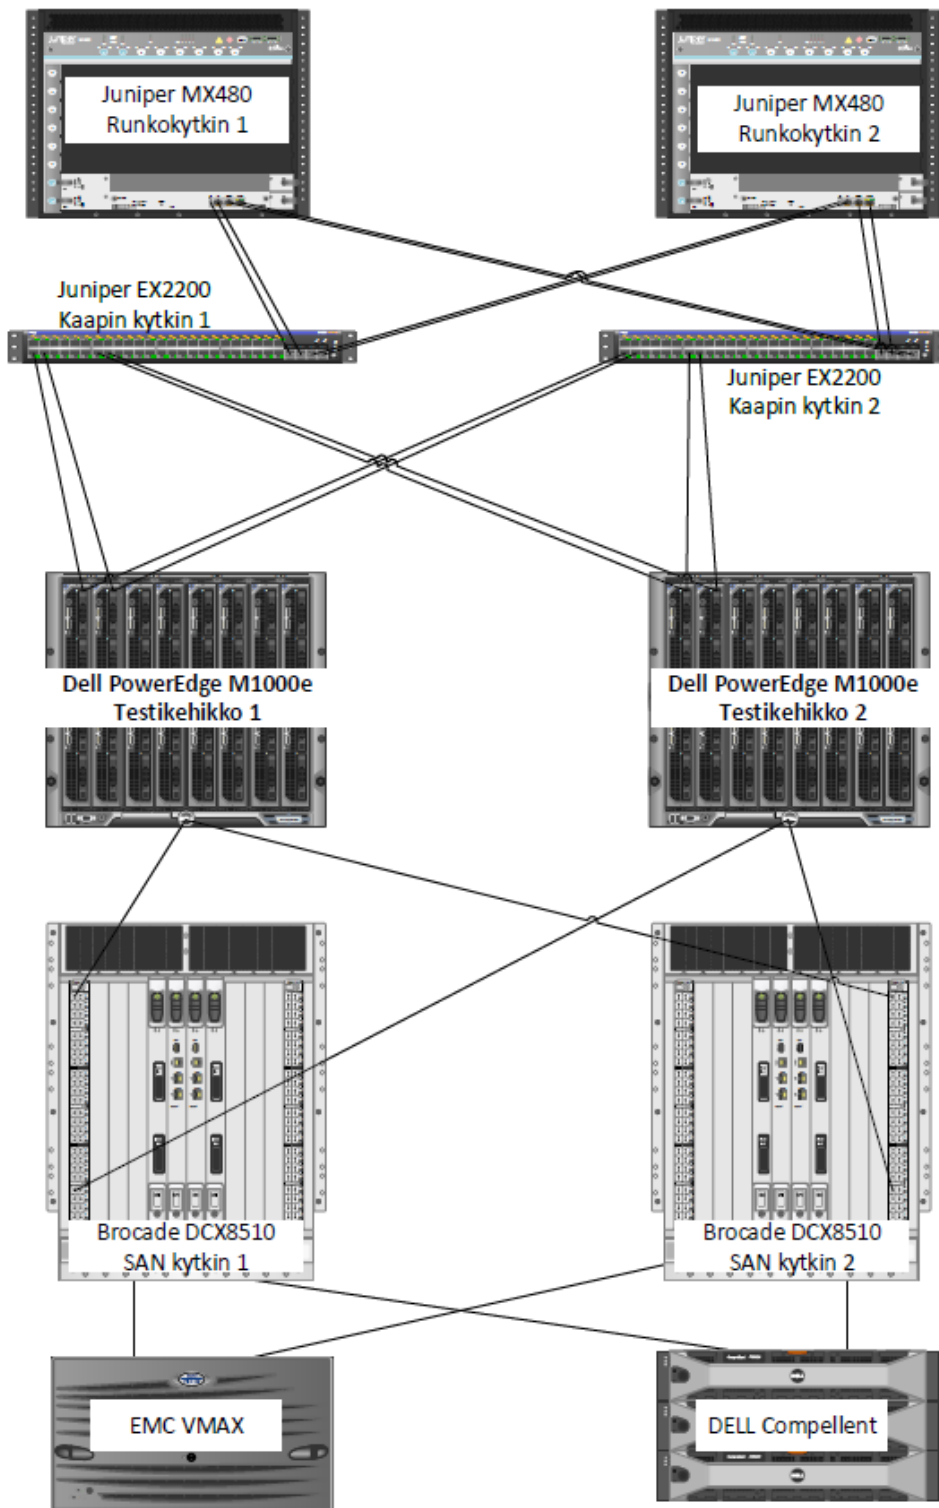 Juniper MX480
Runkokytkin 1
Juniper MX480
Runkokytkin 2
Juniper EX2200
Kaapin kytkin 1
Juniper EX2200
Kaapin kytkin 2
Dell PowerEdge M1000e
Testikehikko 1
Dell PowerEdge M1000e
Testikehikko 2
Brocade DCX8510
SAN kytkin 1
Brocade DCX8510
SAN kytkin 2
EMC VMAX
DELL Compellent